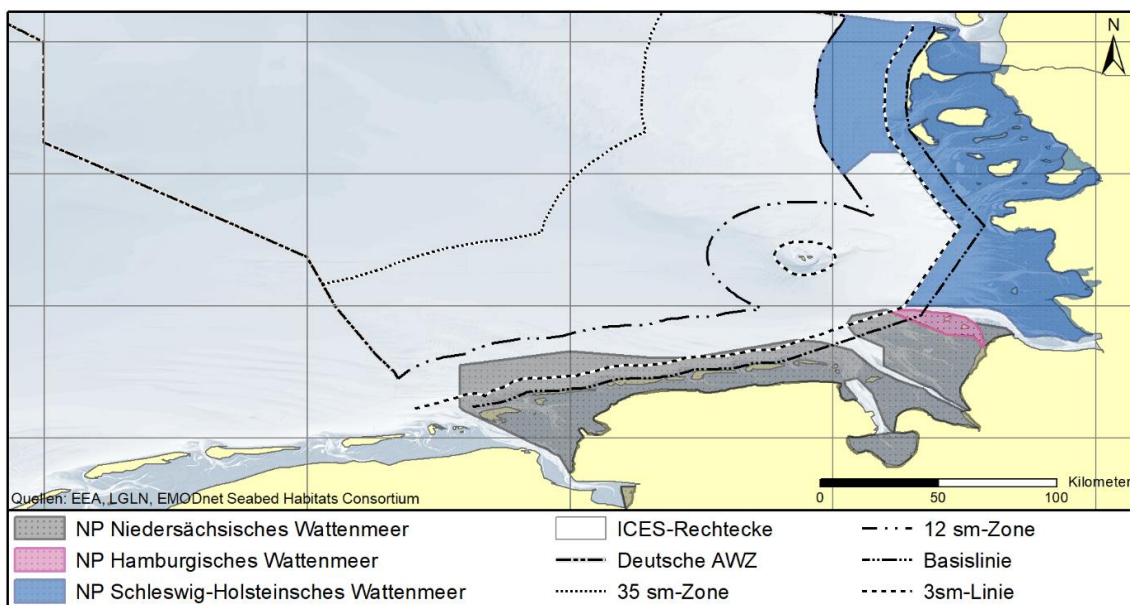 N
Kilometer
0 50 100
Quellen: EEA, LGLN, EMODnet Seabed Habitats Consortium
NP Niedersächsisches Wattenmeer
NP Hamburgisches Wattenmeer
NP Schleswig-Holsteinsches Wattenmeer
ICES-Rechtecke
Deutsche AWZ
35 sm-Zone
12 sm-Zone
Basislinie
3sm-Linie